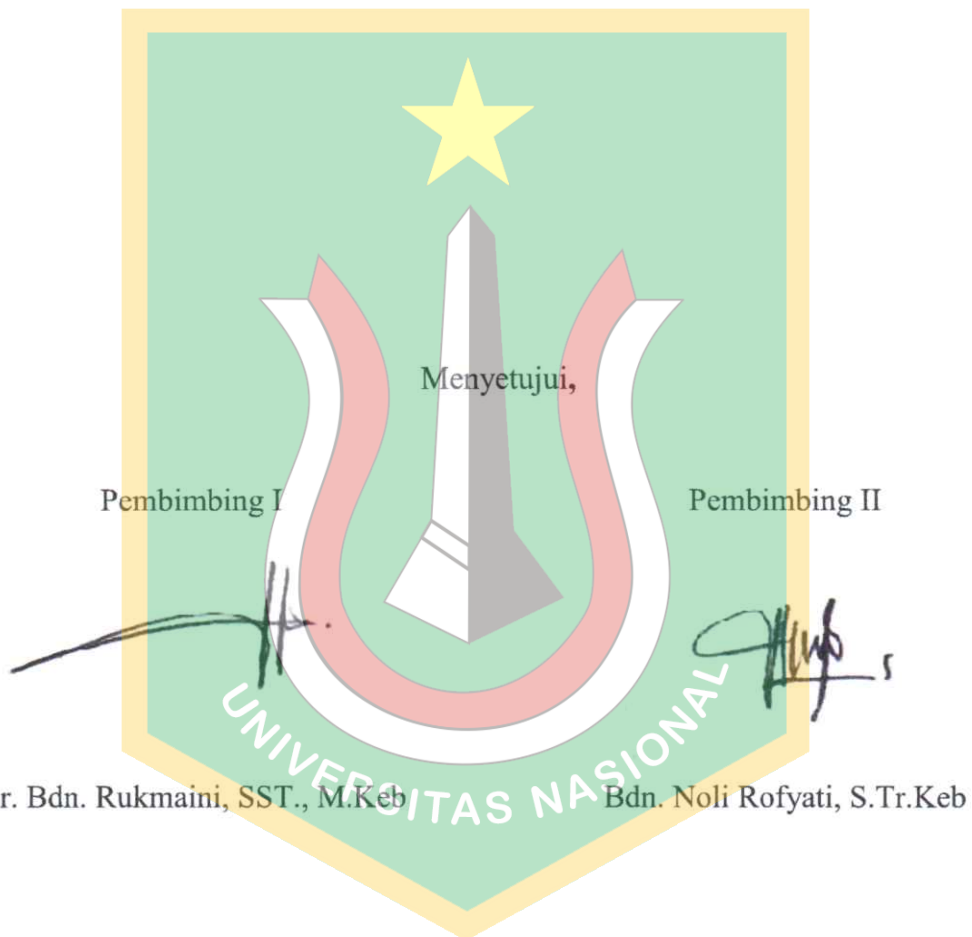 Menyetujui,
Pembimbing I Pembimbing II
UNIVERSITAS NASIONAL
r. Bdn. Rukmaini, SST., M.Keb Bdn. Noli Rofyati, S.Tr.Keb